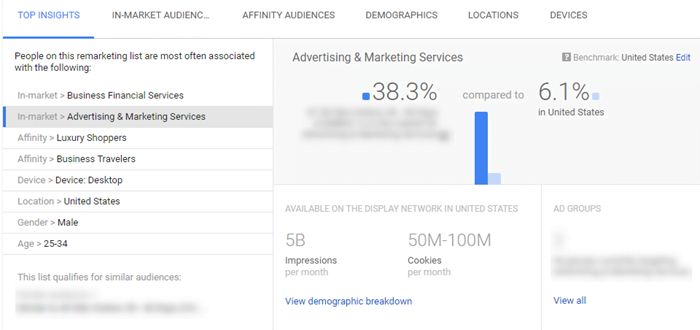 TOP INSIGHTS
IN-MARKET AUDIENC...
AFFINITY AUDIENCES
DEMOGRAPHICS
LOCATIONS
DEVICES
People on this remarketing list are most often associated
with the following:
In-market > Business Financial Services
In-market > Advertising & Marketing Services
Affinity > Luxury Shoppers
Affinity > Business Travelers
Device > Device: Desktop
Location > United States
Gender > Male
Age > 25-34
This list qualifies for similar audiences:
Advertising & Marketing Services
? Benchmark: United States Edit
38.3% compared to 6.1%
in United States
AVAILABLE ON THE DISPLAY NETWORK IN UNITED STATES
5B
Impressions
per month
50M-100M
Cookies
per month
View demographic breakdown
AD GROUPS
View all